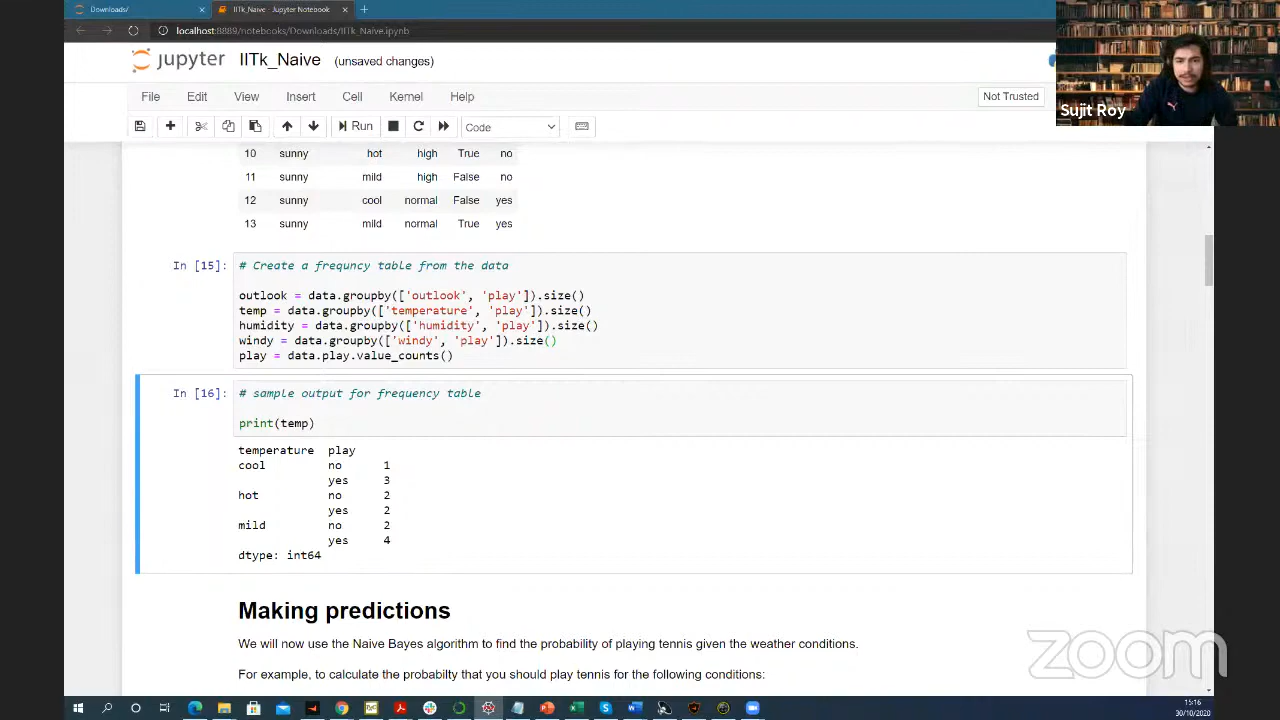 Downloads/
IITk_Naive - Jupyter Notebook
localhost:8889/notebooks/Downloads/IITk_Naive.ipynb
jupyter IITk_Naive (unsaved changes)
File Edit View Insert Cell Kernel Help Not Trusted
Sujit Roy
Run Code
10 sunny hot high True no
11 sunny mild high False no
12 sunny cool normal False yes
13 sunny mild normal True yes
In [15]: # Create a frequncy table from the data
outlook = data.groupby(['outlook', 'play']).size()
temp = data.groupby(['temperature', 'play']).size()
humidity = data.groupby(['humidity', 'play']).size()
windy = data.groupby(['windy', 'play']).size()
play = data.play.value_counts()
In [16]: # sample output for frequency table
print(temp)
temperature play
cool no 1
yes 3
hot no 2
yes 2
mild no 2
yes 4
dtype: int64
Making predictions
We will now use the Naive Bayes algorithm to find the probability of playing tennis given the weather conditions.
For example, to calculate the probabilty that you should play tennis for the following conditions:
zoom
15:16
30/10/2020